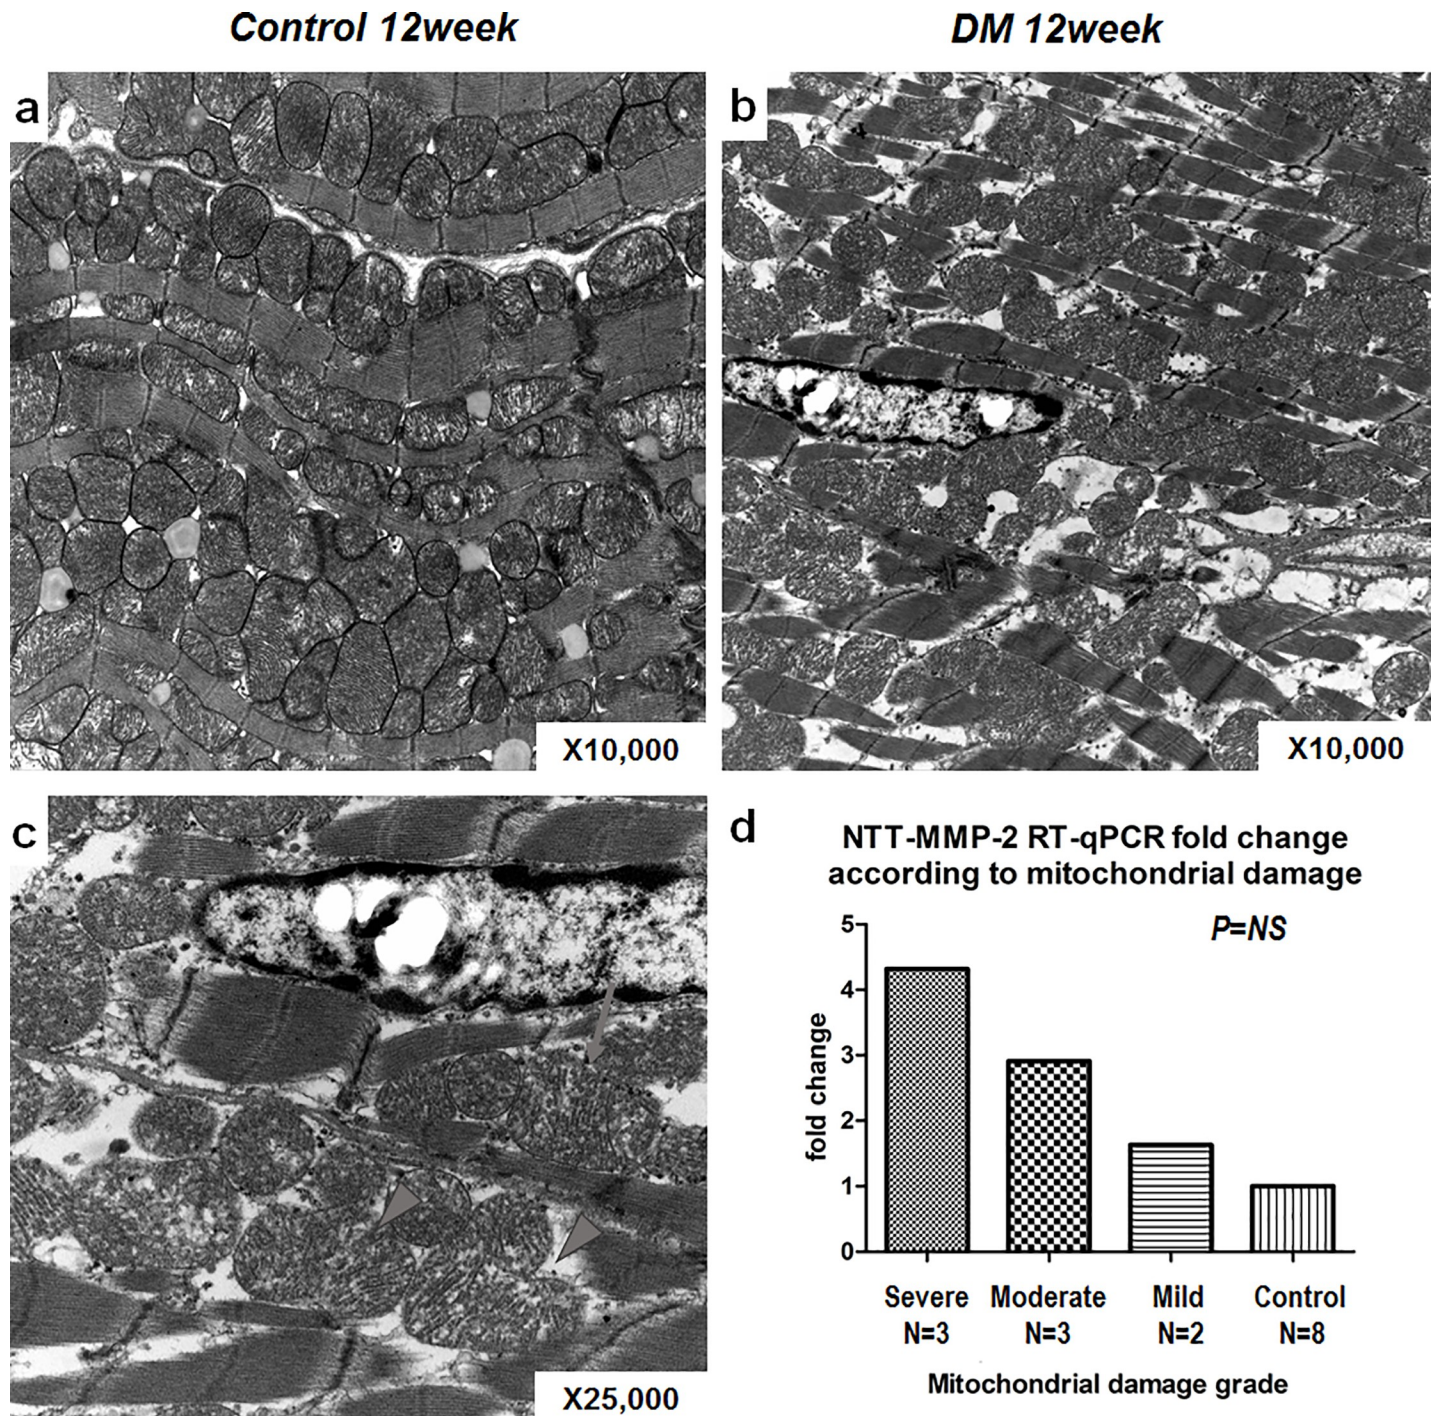 Control 12week
DM 12week
a
b
X10,000
X10,000
c
X25,000
d
NTT-MMP-2 RT-qPCR fold change
according to mitochondrial damage
P=NS
5
4
3
2
1
0
fold change
Severe Moderate Mild Control
N=3 N=3 N=2 N=8
Mitochondrial damage grade